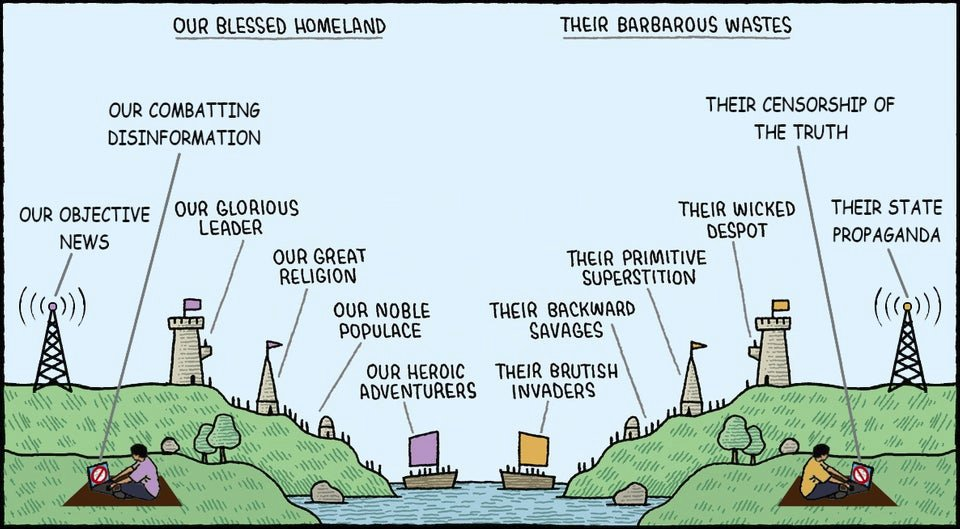 OUR BLESSED HOMELAND
THEIR BARBAROUS WASTES
OUR COMBATTING
DISINFORMATION
THEIR CENSORSHIP OF
THE TRUTH
OUR OBJECTIVE
NEWS
OUR GLORIOUS
LEADER
THEIR WICKED
DESPOT
THEIR STATE
PROPAGANDA
OUR GREAT
RELIGION
THEIR PRIMITIVE
SUPERSTITION
OUR NOBLE
POPULACE
THEIR BACKWARD
SAVAGES
OUR HEROIC
ADVENTURERS
THEIR BRUTISH
INVADERS